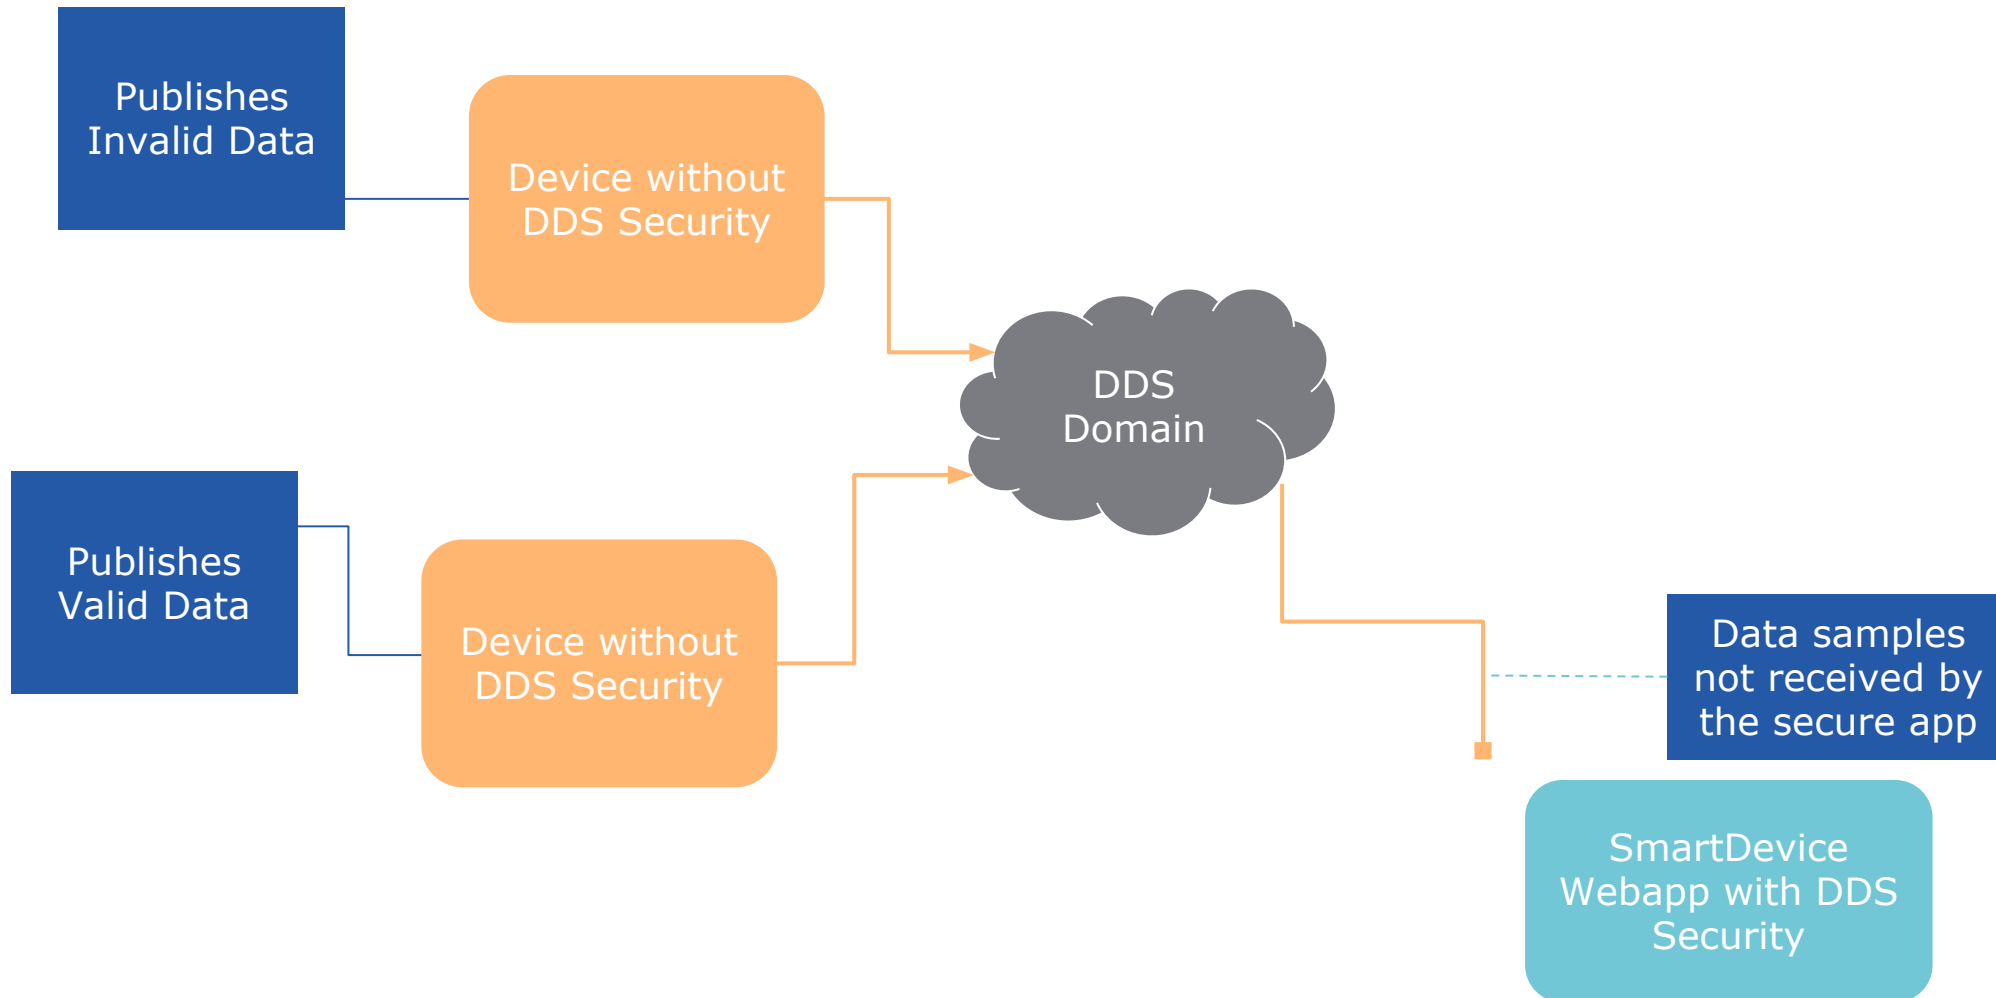 Publishes
Invalid Data
Device without
DDS Security
DDS
Domain
Publishes
Valid Data
Device without
DDS Security
Data samples
not received by
the secure app
SmartDevice
Webapp with DDS
Security